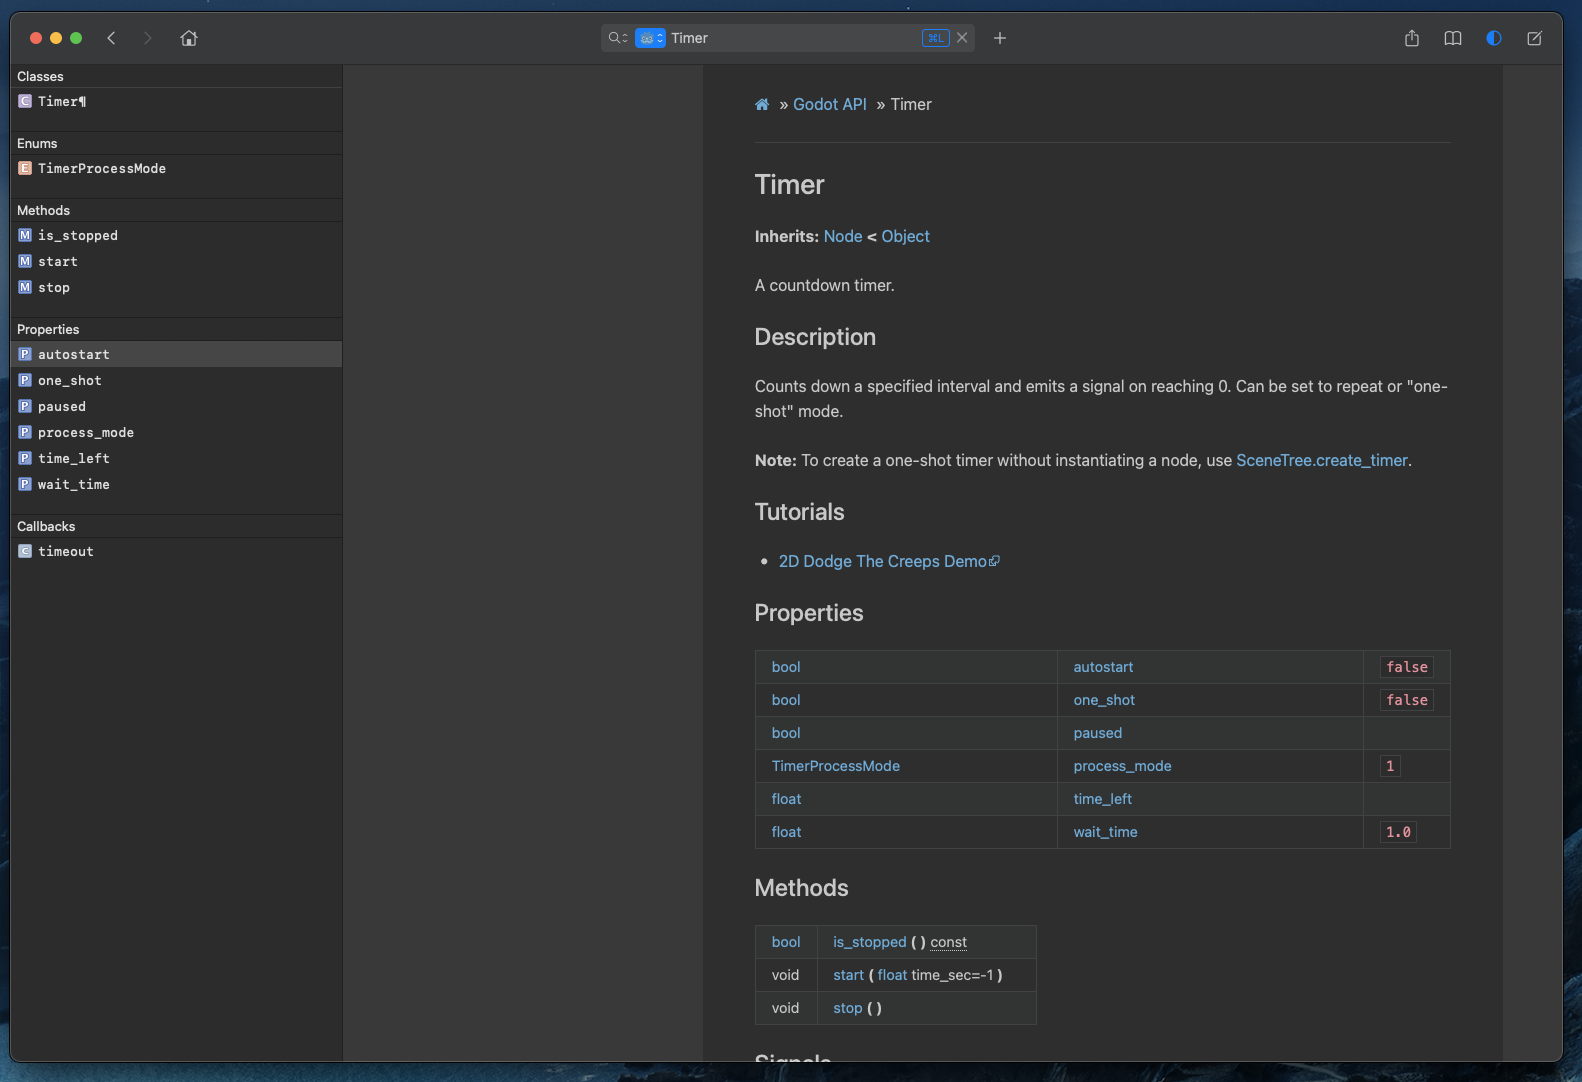 Timer
⌘L
Classes
C Timer¶
Enums
E TimerProcessMode
Methods
M is_stopped
M start
M stop
Properties
P autostart
P one_shot
P paused
P process_mode
P time_left
P wait_time
Callbacks
C timeout
» Godot API » Timer
Timer
Inherits: Node < Object
A countdown timer.
Description
Counts down a specified interval and emits a signal on reaching 0. Can be set to repeat or "one-
shot" mode.
Note: To create a one-shot timer without instantiating a node, use SceneTree.create_timer.
Tutorials
• 2D Dodge The Creeps Demo
Properties
bool autostart false
bool one_shot false
bool paused
TimerProcessMode process_mode 1
float time_left
float wait_time 1.0
Methods
bool is_stopped ( ) const
void start ( float time_sec=-1 )
void stop ( )
Signals